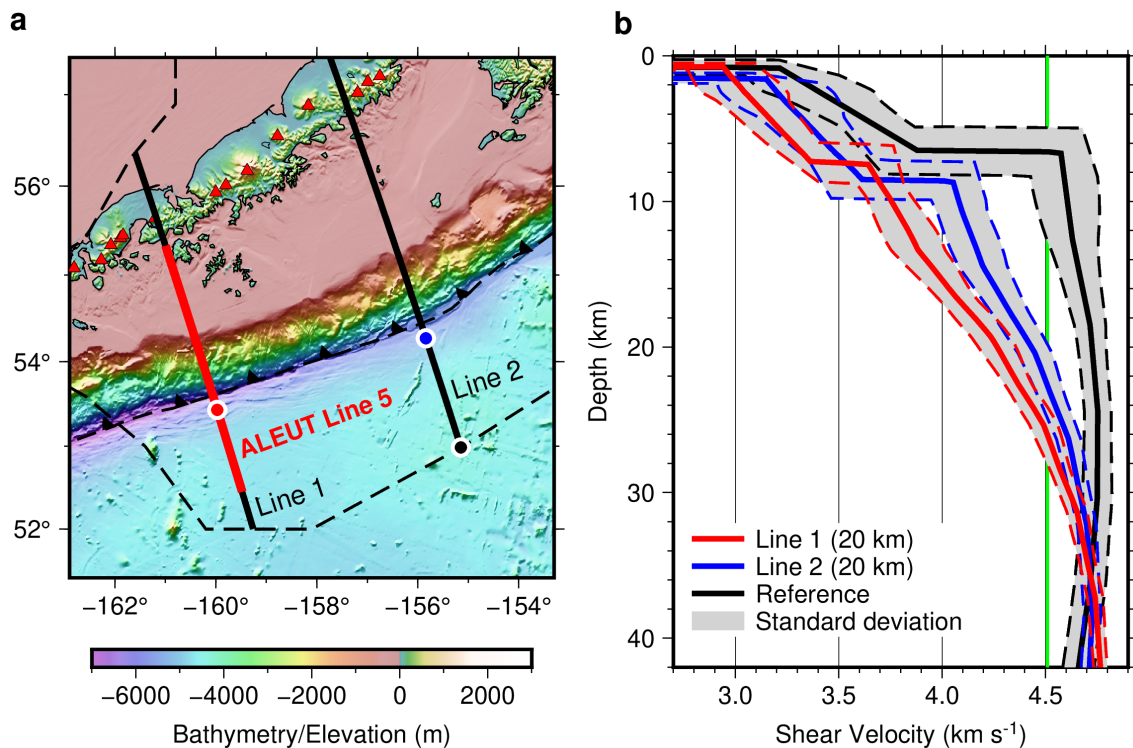 a
56°
54°
52°
−162°
−160°
−158°
−156°
−154°
ALEUT Line 5
Line 1
Line 2
−6000
−4000
−2000
0
2000
Bathymetry/Elevation (m)
b
0
10
20
30
40
Depth (km)
Line 1 (20 km)
Line 2 (20 km)
Reference
Standard deviation
3.0
3.5
4.0
4.5
Shear Velocity (km s⁻¹)